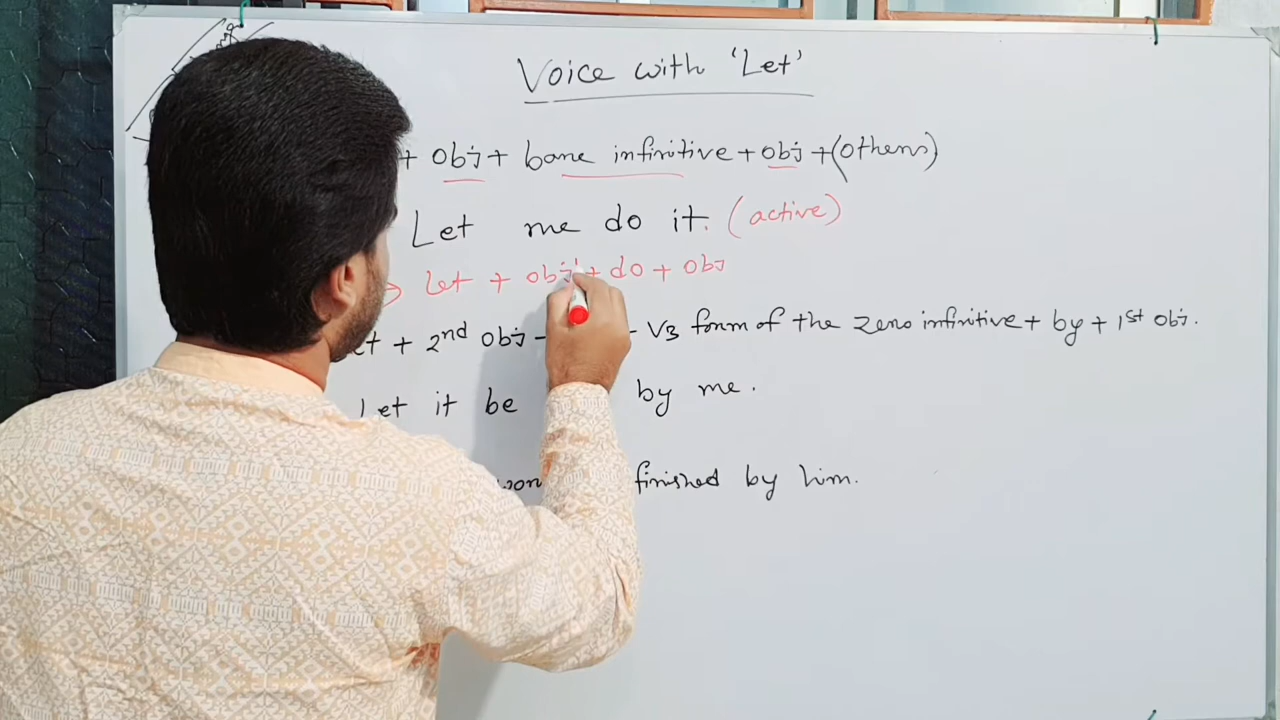 Voice with 'Let'
+ Obj + bare infinitive + obj + (others)
Let me do it. (active)
→ Let + obj + do + obj
+ 2nd Obj - - V3 form of the zero infinitive + by + 1st Obj.
Let it be by me.
finished by him.